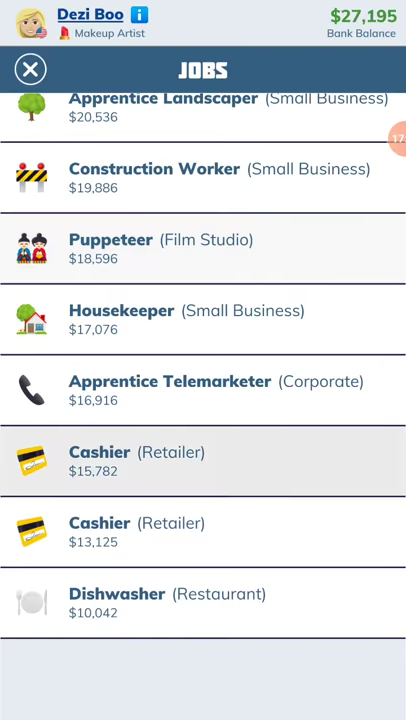 Dezi Boo
Makeup Artist
$27,195
Bank Balance
JOBS
Apprentice Landscaper (Small Business)
$20,536
17
Construction Worker (Small Business)
$19,886
Puppeteer (Film Studio)
$18,596
Housekeeper (Small Business)
$17,076
Apprentice Telemarketer (Corporate)
$16,916
Cashier (Retailer)
$15,782
Cashier (Retailer)
$13,125
Dishwasher (Restaurant)
$10,042